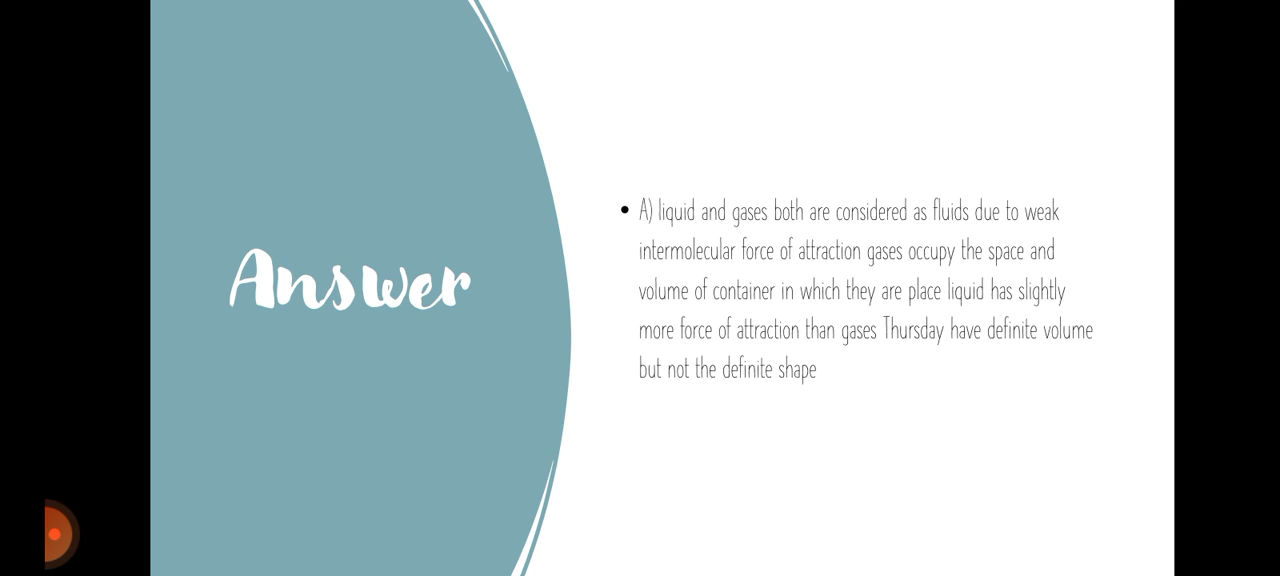 Answer
• A) liquid and gases both are considered as fluids due to weak
intermolecular force of attraction gases occupy the space and
volume of container in which they are place liquid has slightly
more force of attraction than gases Thursday have definite volume
but not the definite shape